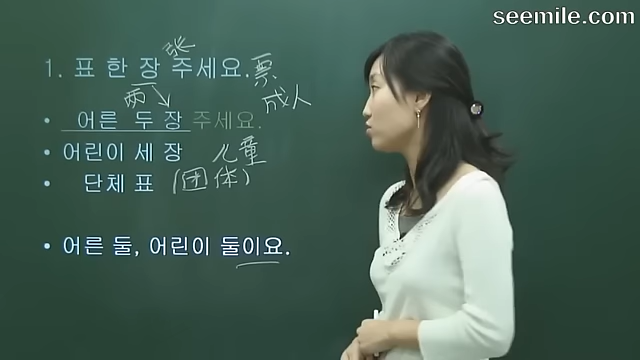 seemile.com
张
1. 표 한 장 주세요. 票
两 成人
• 어른 두 장 주세요.
• 어린이 세 장 儿童
• 단체 표 (团体)
• 어른 둘, 어린이 둘이요.